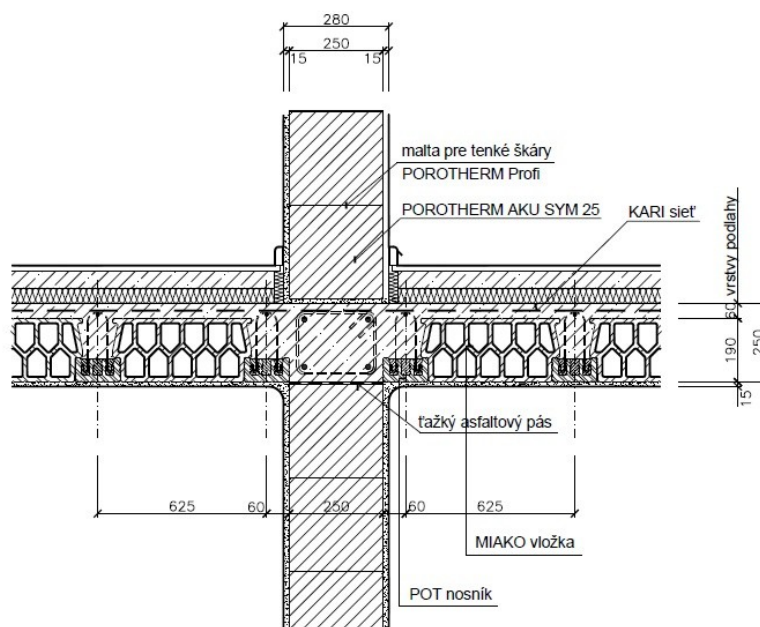 280
250
15
15
malta pre tenké škáry
POROTHERM Profi
POROTHERM AKU SYM 25
KARI sieť
vrstvy podlahy
60
190
250
15
ťažký asfaltový pás
625
60
250
60
625
MIAKO vložka
POT nosník